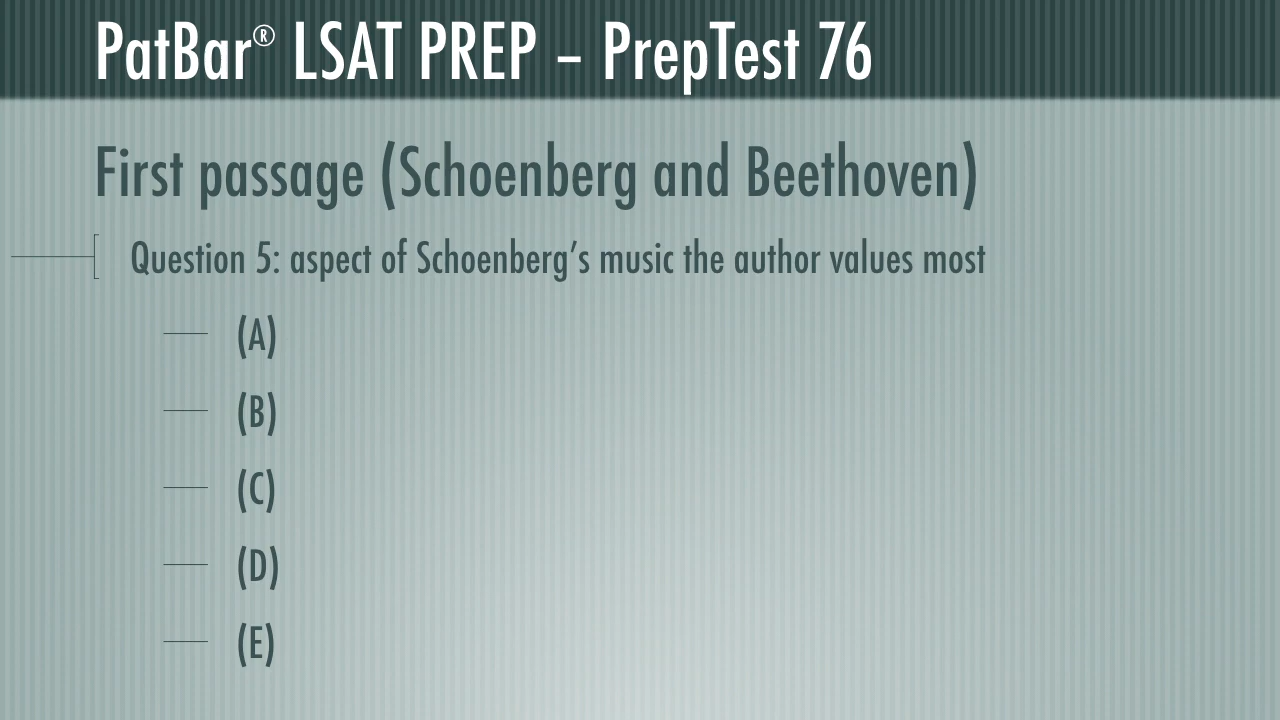 PatBar® LSAT PREP – PrepTest 76
First passage (Schoenberg and Beethoven)
Question 5: aspect of Schoenberg’s music the author values most
(A)
(B)
(C)
(D)
(E)